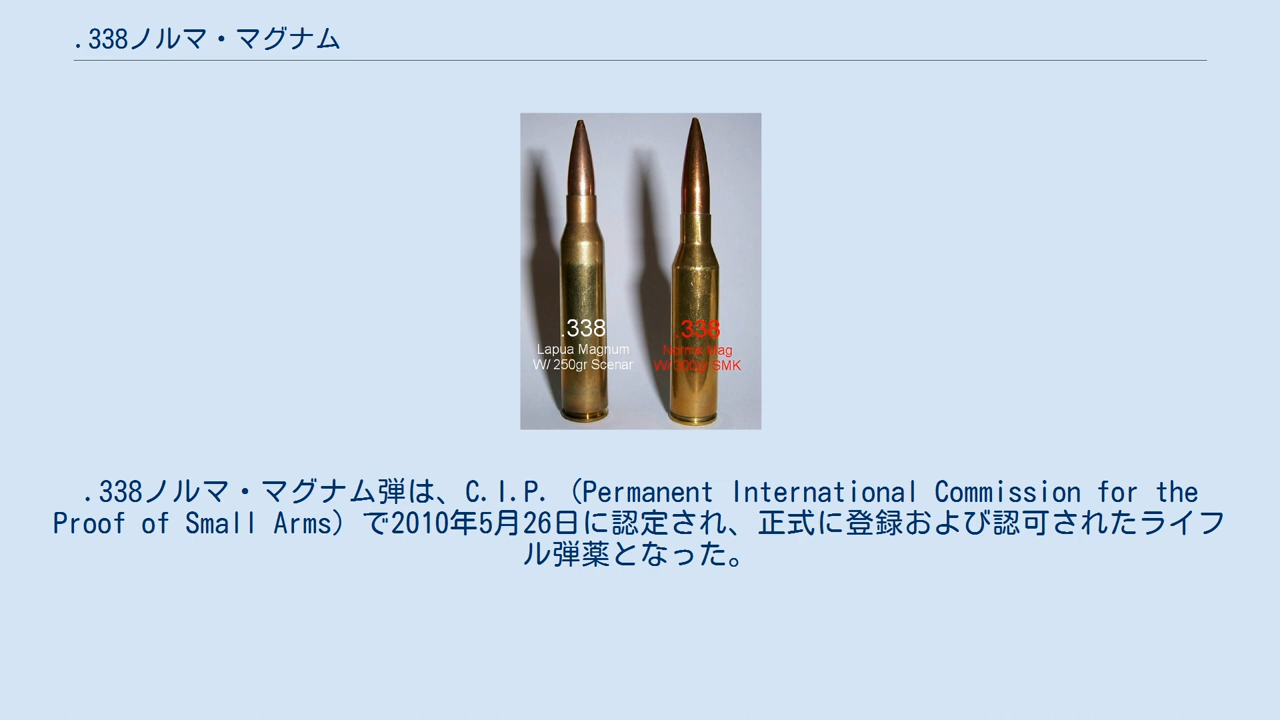 .338ノルマ・マグナム
.338
Lapua Magnum
W/ 250gr Scenar
.338
Norma Mag
W/ 300gr SMK
.338ノルマ・マグナム弾は、C.I.P.（Permanent International Commission for the
Proof of Small Arms）で2010年5月26日に認定され、正式に登録および認可されたライフ
ル弾薬となった。